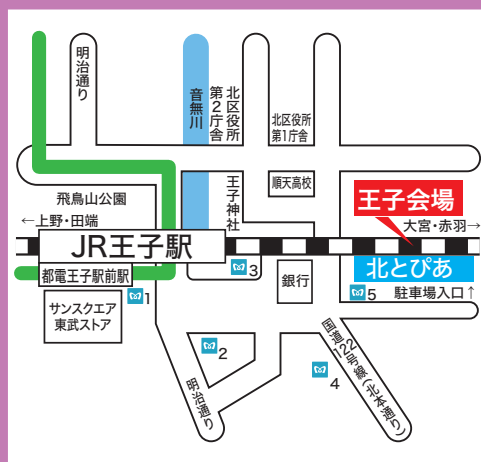 明治通り
音無川
北区役所
第2庁舎
北区役所
第1庁舎
順天高校
王子神社
飛鳥山公園
←上野・田端
王子会場
大宮・赤羽→
JR王子駅
北とぴあ
都電王子駅前駅
3
銀行
1
5
駐車場入口↑
サンスクエア
東武ストア
2
4
国道122号線(北本通り)
明治通り